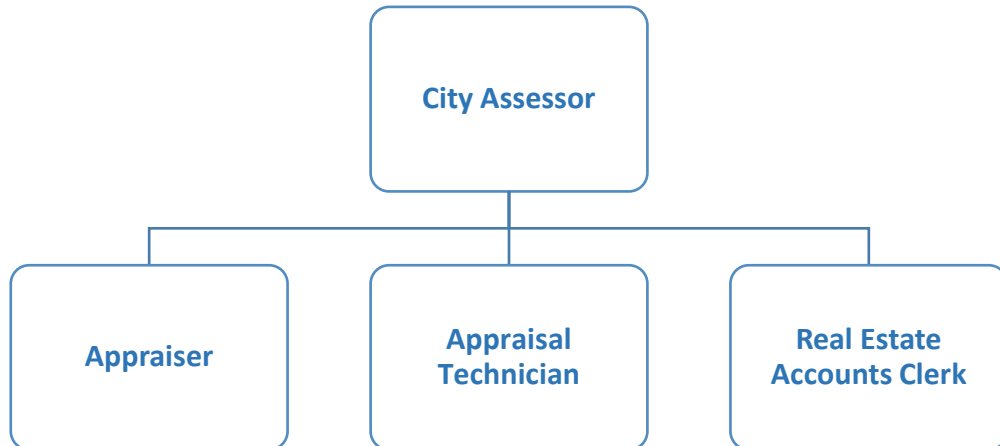 City Assessor
Appraiser
Appraisal
Technician
Real Estate
Accounts Clerk